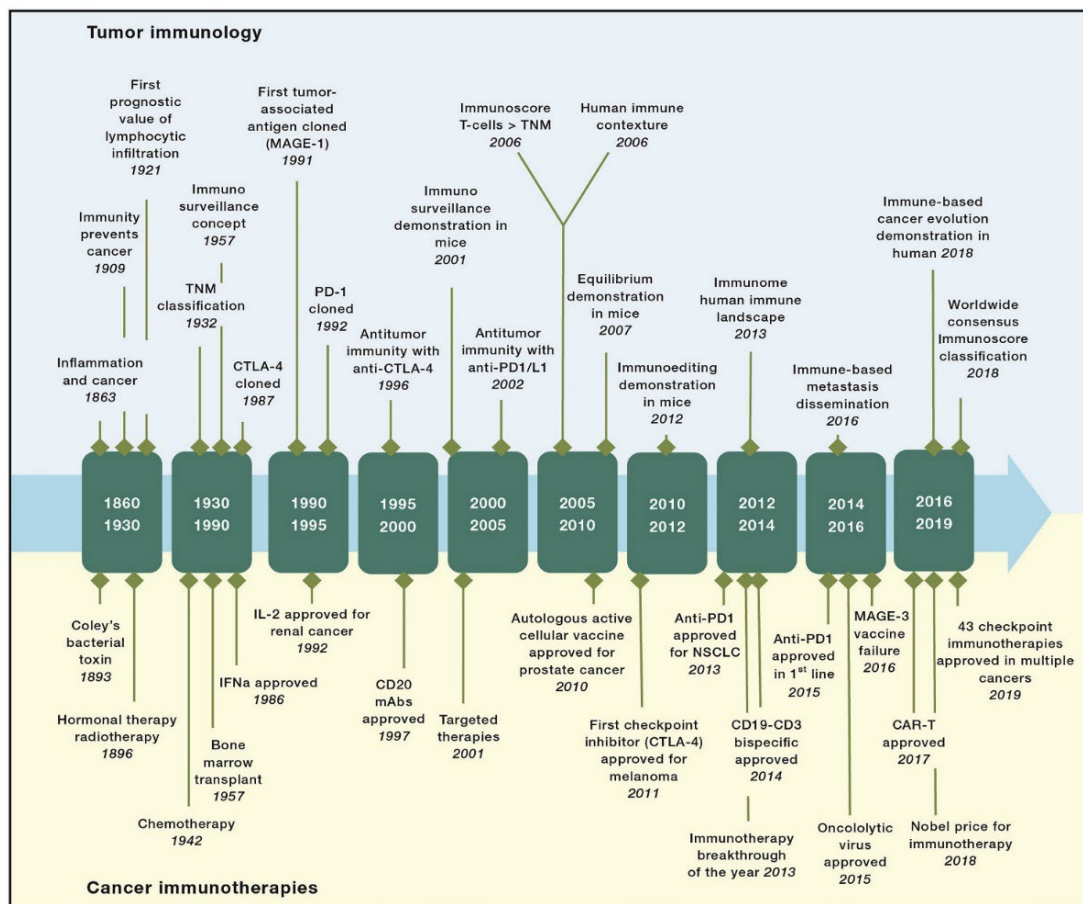 Tumor immunology
First
prognostic
value of
lymphocytic
infiltration
1921
First tumor-
associated
antigen cloned
(MAGE-1)
1991
Immunoscore
T-cells > TNM
2006
Human immune
contexture
2006
Immunity
prevents
cancer
1909
Immuno
surveillance
concept
1957
Immuno
surveillance
demonstration in
mice
2001
Immune-based
cancer evolution
demonstration in
human 2018
Inflammation
and cancer
1863
TNM
classification
1932
CTLA-4
cloned
1987
PD-1
cloned
1992
Antitumor
immunity with
anti-CTLA-4
1996
Antitumor
immunity with
anti-PD1/L1
2002
Equilibrium
demonstration
in mice
2007
Immunoediting
demonstration
in mice
2012
Immunome
human immune
landscape
2013
Immune-based
metastasis
dissemination
2016
Worldwide
consensus
Immunoscore
classification
2018
1860
1930
1930
1990
1990
1995
1995
2000
2000
2005
2005
2010
2010
2012
2012
2014
2014
2016
2016
2019
Coley's
bacterial
toxin
1893
Hormonal therapy
radiotherapy
1896
Chemotherapy
1942
Bone
marrow
transplant
1957
IFNa approved
1986
IL-2 approved for
renal cancer
1992
CD20
mAbs
approved
1997
Targeted
therapies
2001
Autologous active
cellular vaccine
approved for
prostate cancer
2010
First checkpoint
inhibitor (CTLA-4)
approved for
melanoma
2011
Anti-PD1
approved
for NSCLC
2013
Immunotherapy
breakthrough
of the year 2013
CD19-CD3
bispecific
approved
2014
Anti-PD1
approved
in 1st line
2015
Oncololytic
virus
approved
2015
MAGE-3
vaccine
failure
2016
CAR-T
approved
2017
Nobel price for
immunotherapy
2018
43 checkpoint
immunotherapies
approved in multiple
cancers
2019
Cancer immunotherapies